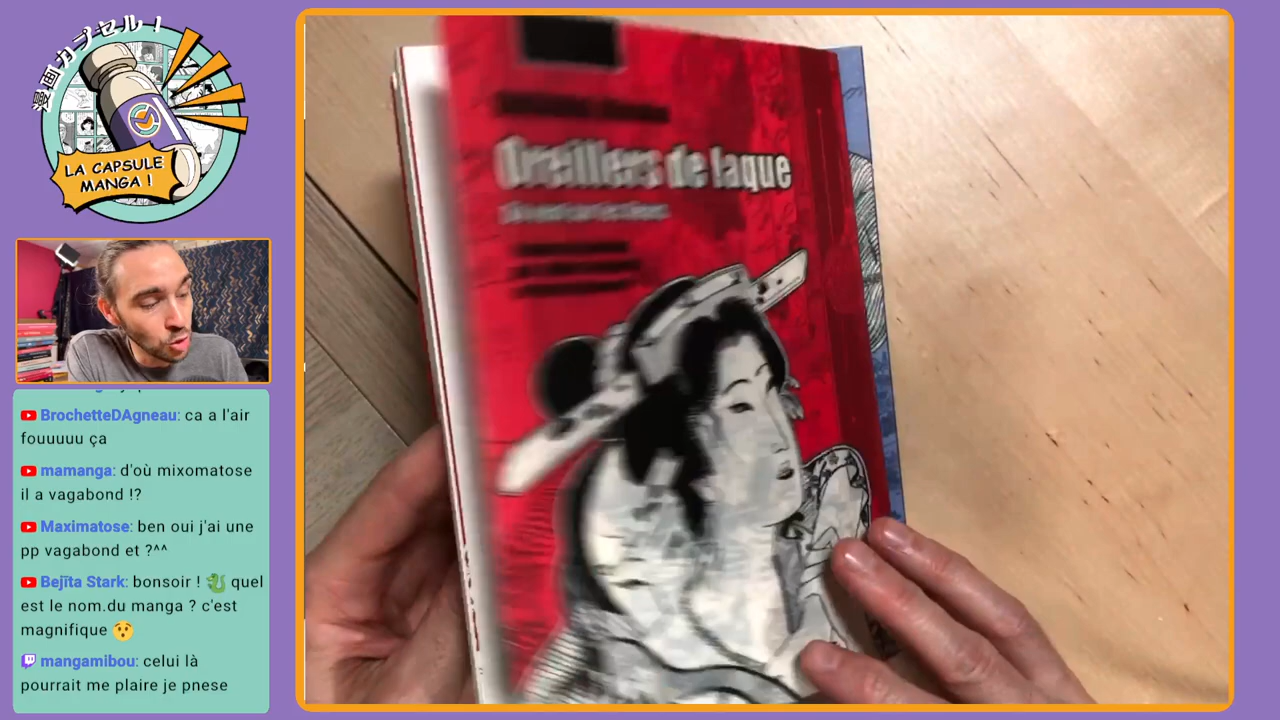 漫画カプセル！
LA CAPSULE
MANGA !
Oreillers de laque
BrochetteDAgneau: ca a l'air
fouuuuu ça
mamanga: d'où mixomatose
il a vagabond !?
Maximatose: ben oui j'ai une
pp vagabond et ?^^
Bejīta Stark: bonsoir ! 🐉 quel
est le nom.du manga ? c'est
magnifique 😯
mangamibou: celui là
pourrait me plaire je pnese